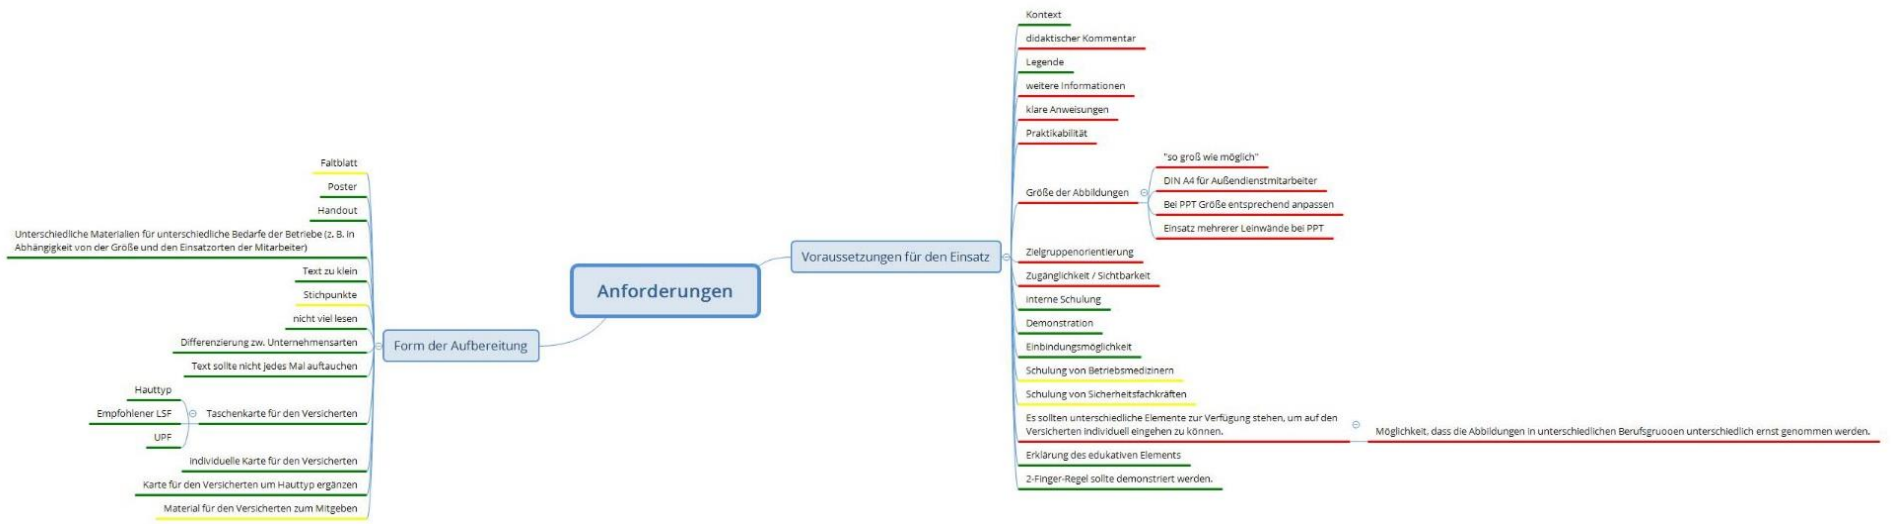 Anforderungen
Voraussetzungen für den Einsatz
Kontext
didaktischer Kommentar
Legende
weitere Informationen
klare Anweisungen
Praktikabilität
Größe der Abbildungen
"so groß wie möglich"
DIN A4 für Außendienstmitarbeiter
Bei PPT Größe entsprechend anpassen
Einsatz mehrerer Leinwände bei PPT
Zielgruppenorientierung
Zugänglichkeit / Sichtbarkeit
interne Schulung
Demonstration
Einbindungsmöglichkeit
Schulung von Betriebsmedizinern
Schulung von Sicherheitsfachkräften
Es sollten unterschiedliche Elemente zur Verfügung stehen, um auf den
Versicherten individuell eingehen zu können.
Möglichkeit, dass die Abbildungen in unterschiedlichen Berufsgruooen unterschiedlich ernst genommen werden.
Erklärung des edukativen Elements
2-Finger-Regel sollte demonstriert werden.
Form der Aufbereitung
Faltblatt
Poster
Handout
Unterschiedliche Materialien für unterschiedliche Bedarfe der Betriebe (z. B. in
Abhängigkeit von der Größe und den Einsatzorten der Mitarbeiter)
Text zu klein
Stichpunkte
nicht viel lesen
Differenzierung zw. Unternehmensarten
Text sollte nicht jedes Mal auftauchen
Taschenkarte für den Versicherten
Hauttyp
Empfohlener LSF
UPF
individuelle Karte für den Versicherten
Karte für den Versicherten um Hauttyp ergänzen
Material für den Versicherten zum Mitgeben